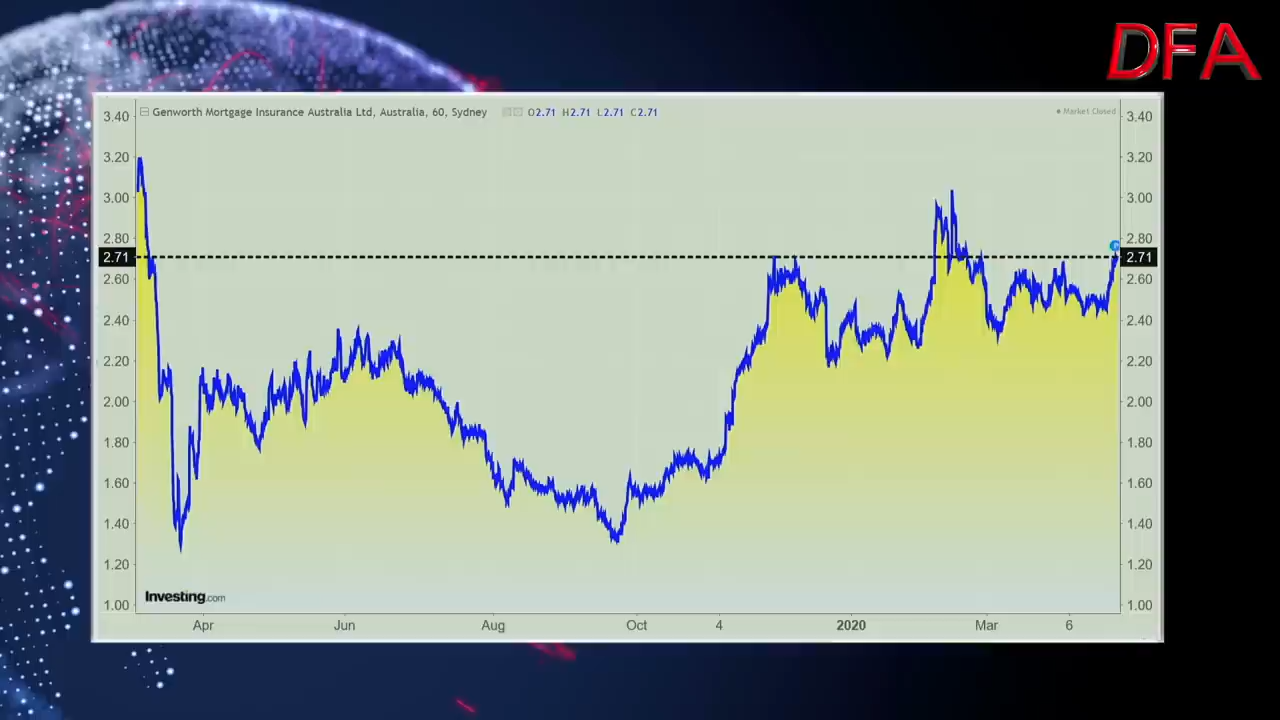 DFA
Genworth Mortgage Insurance Australia Ltd, Australia, 60, Sydney O2.71 H2.71 L2.71 C2.71
Market Closed
3.40 3.40
3.20 3.20
3.00 3.00
2.80 2.80
2.71 2.71
2.60 2.60
2.40 2.40
2.20 2.20
2.00 2.00
1.80 1.80
1.60 1.60
1.40 1.40
1.20 1.20
Investing.com
1.00 1.00
Apr Jun Aug Oct 4 2020 Mar 6